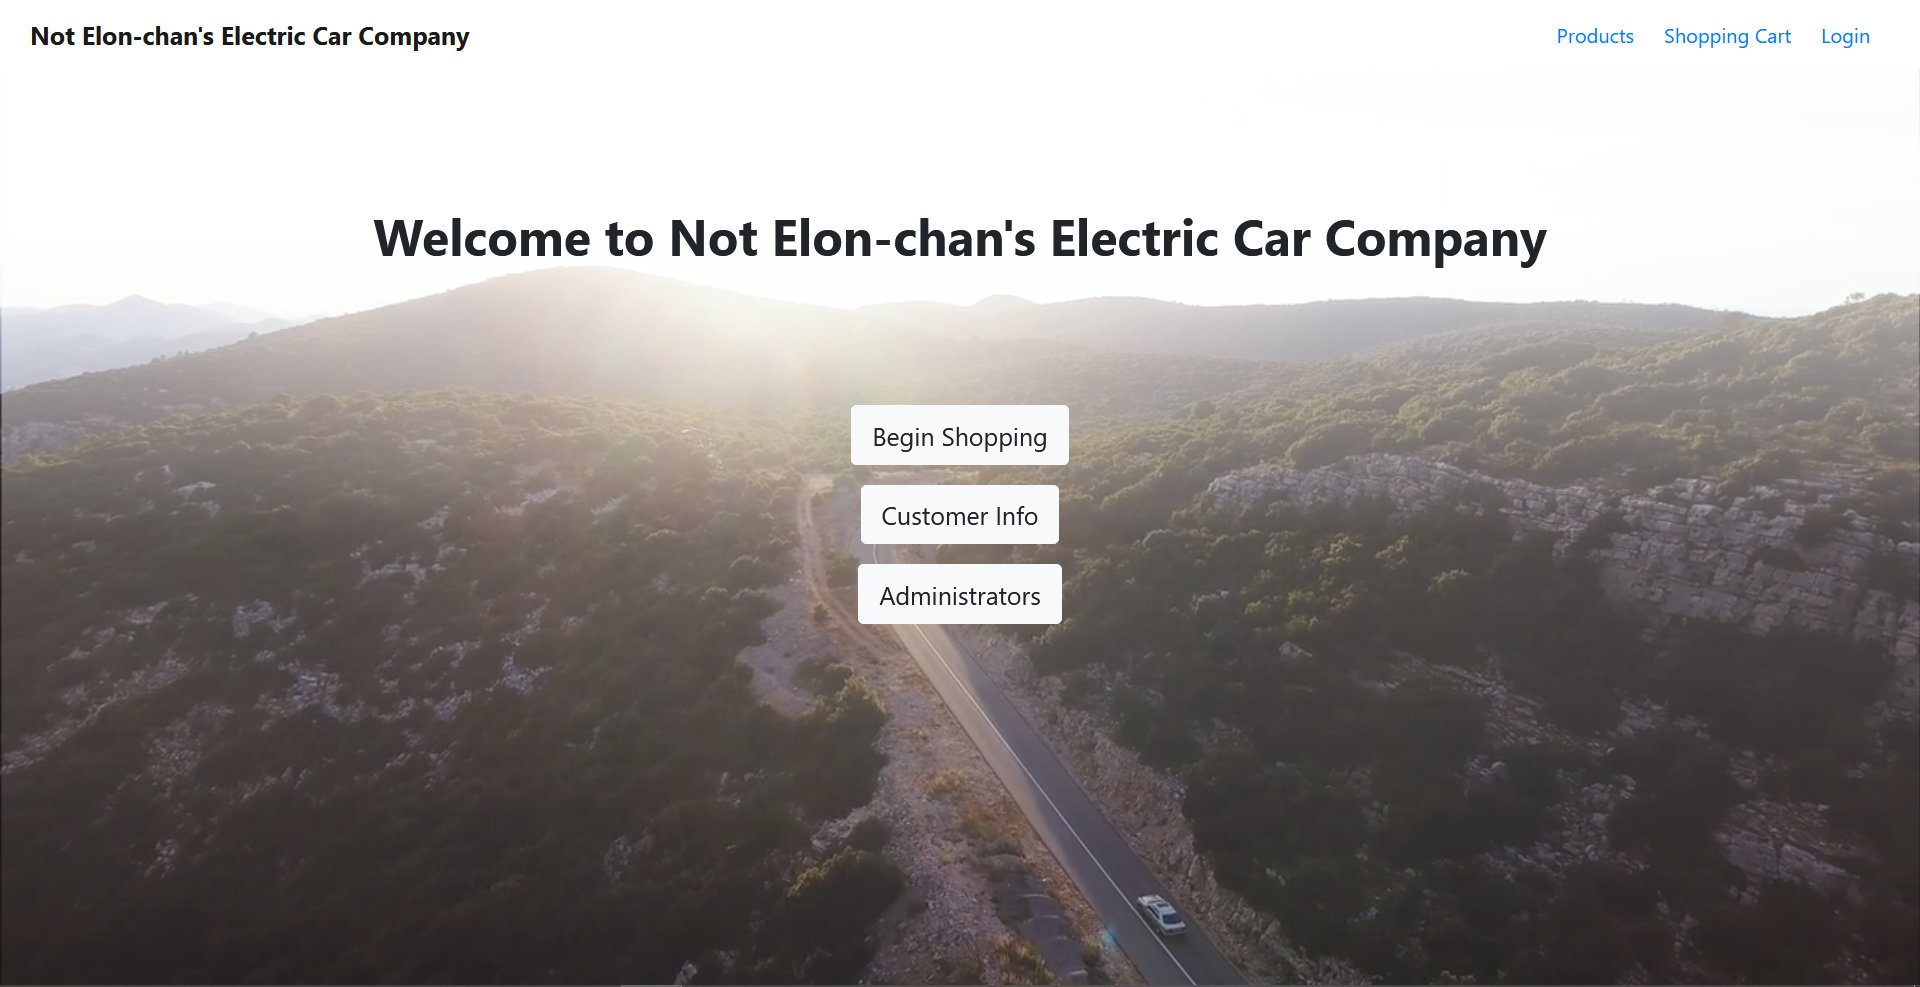 Not Elon-chan's Electric Car Company
Products
Shopping Cart
Login
Welcome to Not Elon-chan's Electric Car Company
Begin Shopping
Customer Info
Administrators